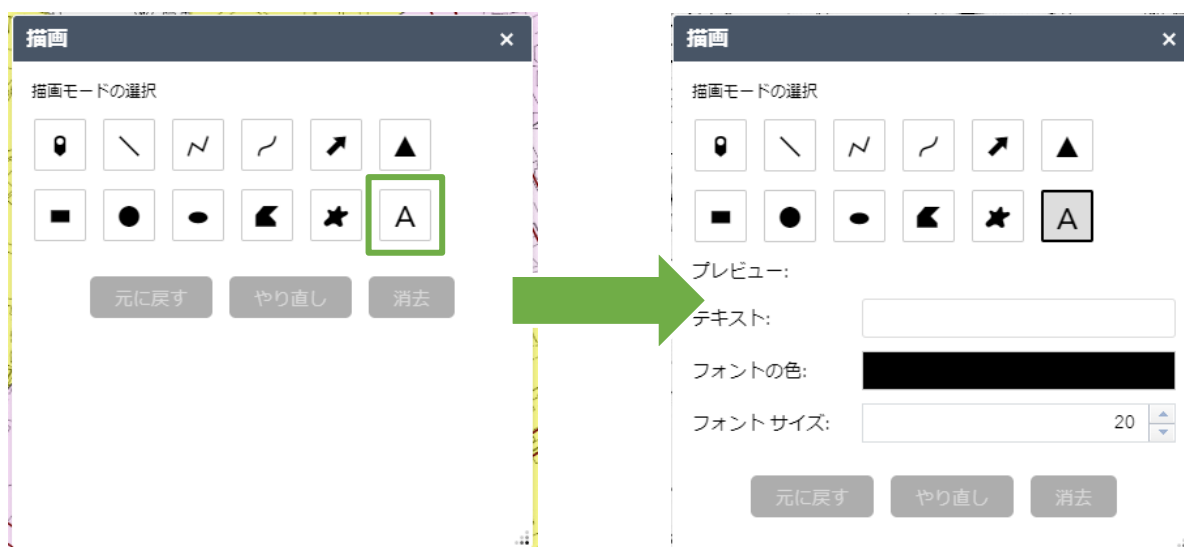 描画 ×
描画モードの選択
A
元に戻す やり直し 消去
描画 ×
描画モードの選択
A
プレビュー:
テキスト:
フォントの色:
フォント サイズ: 20
元に戻す やり直し 消去